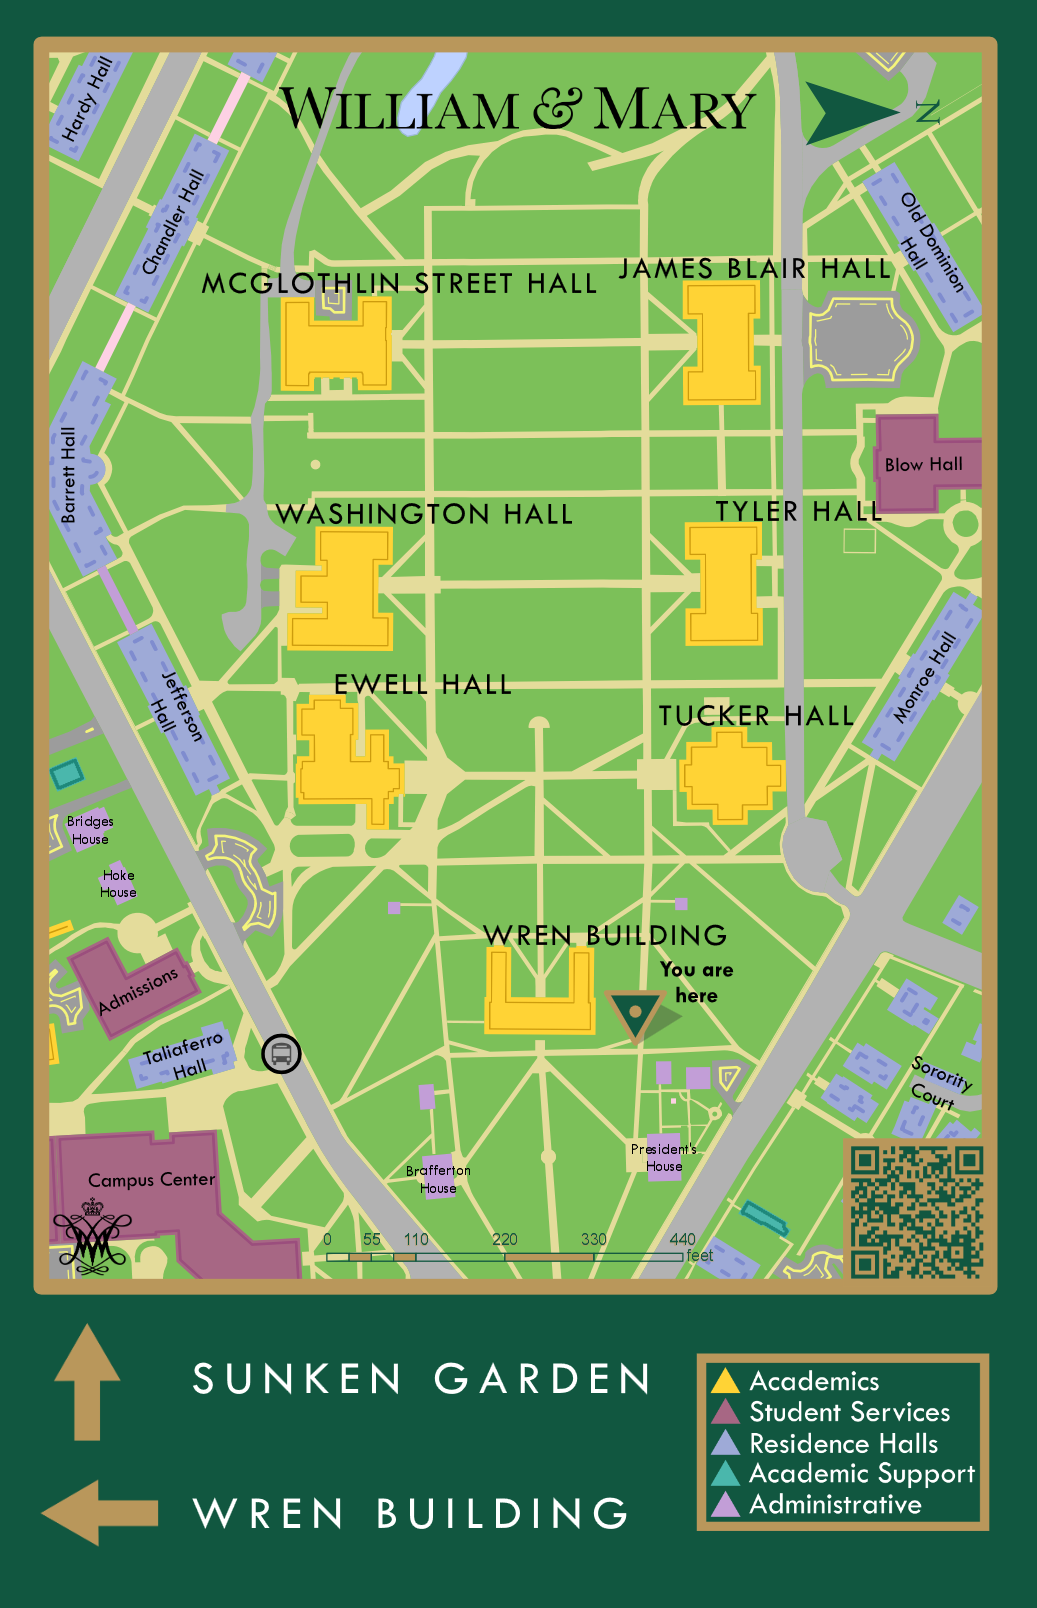 WILLIAM & MARY
N
Hardy Hall
Chandler Hall
Old Dominion
Hall
MCGLOTHLIN STREET HALL
JAMES BLAIR HALL
Barrett Hall
Blow Hall
WASHINGTON HALL
TYLER HALL
Jefferson
Hall
Monroe Hall
EWELL HALL
TUCKER HALL
Bridges
House
Hoke
House
WREN BUILDING
You are
here
Admissions
Taliaferro
Hall
Sorority
Court
Campus Center
Brafferton
House
President's
House
0 55 110 220 330 440
feet
SUNKEN GARDEN
WREN BUILDING
Academics
Student Services
Residence Halls
Academic Support
Administrative